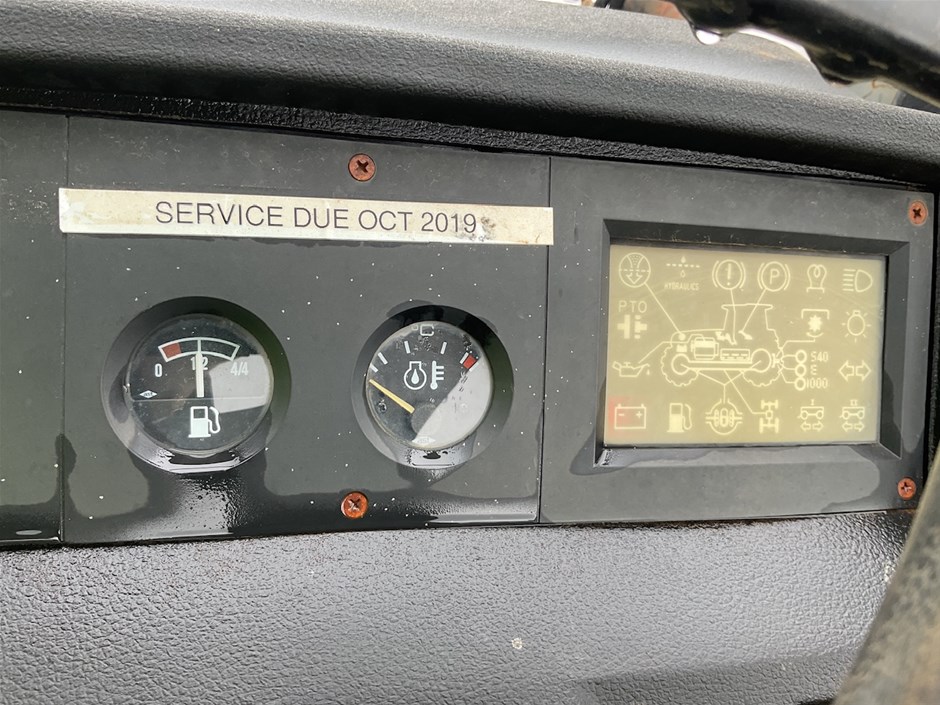 SERVICE DUE OCT 2019
0 1/2 4/4
C
HYDRAULICS
P
PTO
540
E
1000